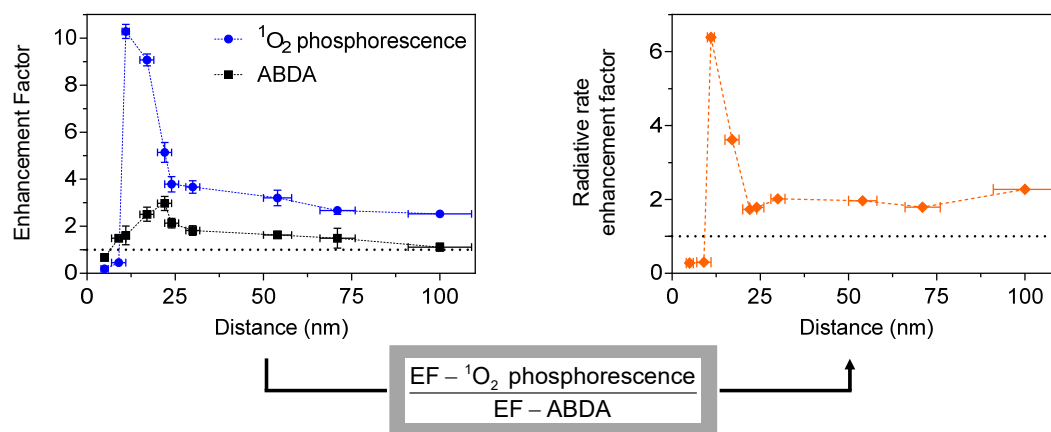 Enhancement Factor
10
8
6
4
2
0
¹O₂ phosphorescence
ABDA
0 25 50 75 100
Distance (nm)
Radiative rate
enhancement factor
6
4
2
0
0 25 50 75 100
Distance (nm)
EF – ¹O₂ phosphorescence
EF – ABDA